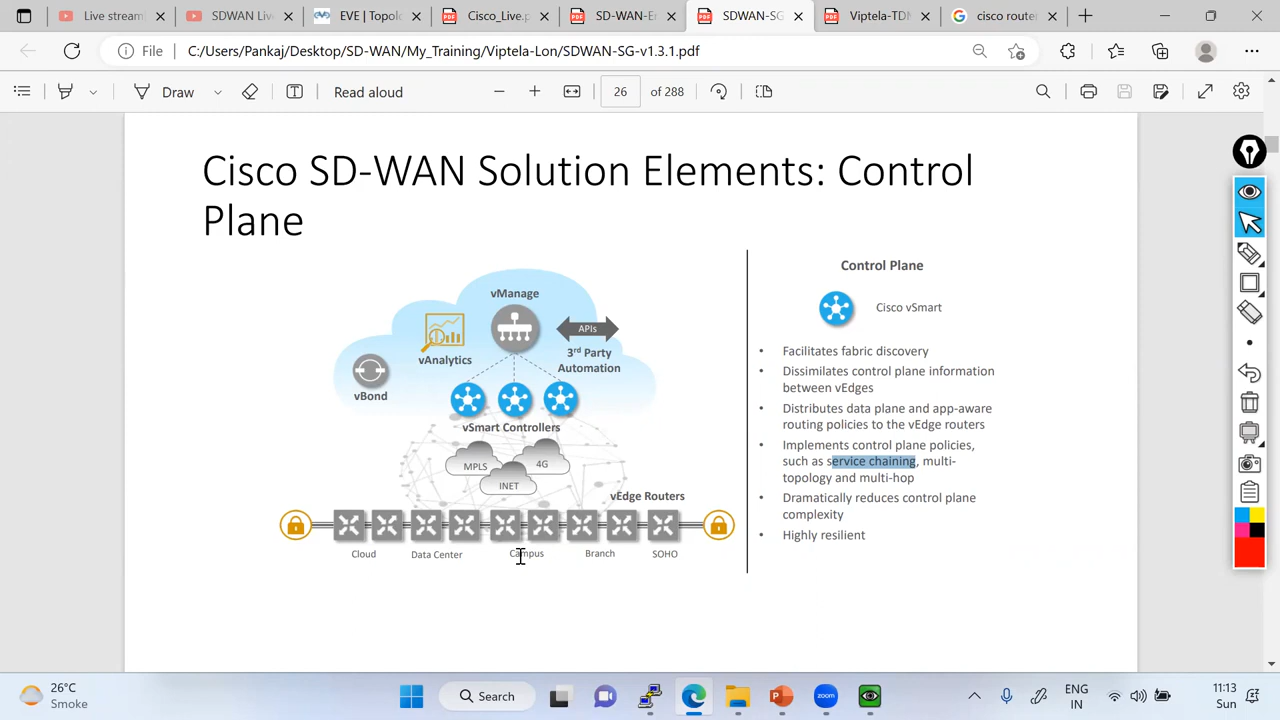 Live stream
SDWAN Live
EVE | Topol
Cisco_Live.p
SD-WAN-E
SDWAN-SG
Viptela-TD
cisco route
File
C:/Users/Pankaj/Desktop/SD-WAN/My_Training/Viptela-Lon/SDWAN-SG-v1.3.1.pdf
Draw
Read aloud
26
of 288
Cisco SD-WAN Solution Elements: Control
Plane
vManage
APIs
vAnalytics
3rd Party
Automation
vBond
vSmart Controllers
MPLS
4G
INET
vEdge Routers
Cloud
Data Center
Campus
Branch
SOHO
Control Plane
Cisco vSmart
• Facilitates fabric discovery
• Dissimilates control plane information
between vEdges
• Distributes data plane and app-aware
routing policies to the vEdge routers
• Implements control plane policies,
such as service chaining, multi-
topology and multi-hop
• Dramatically reduces control plane
complexity
• Highly resilient
26°C
Smoke
Search
zoom
ENG
IN
11:13
Sun